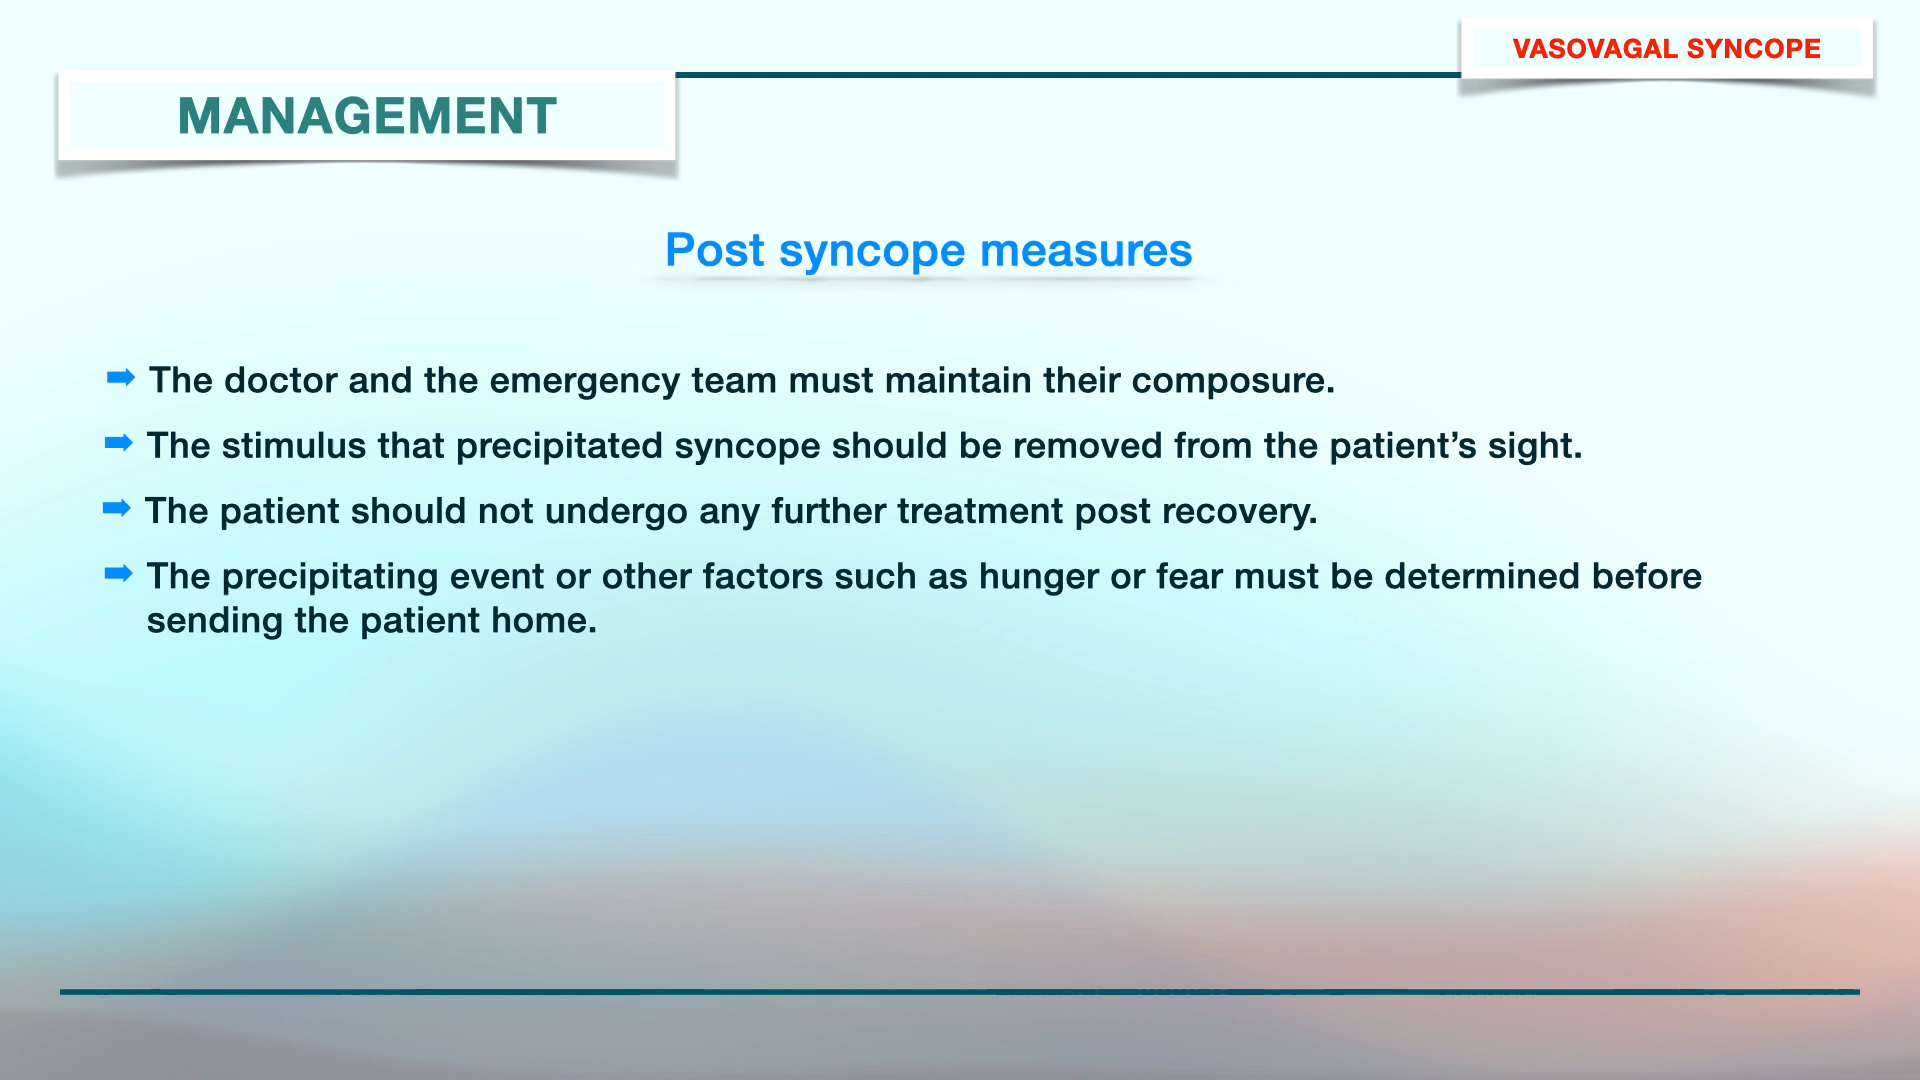 VASOVAGAL SYNCOPE
MANAGEMENT
Post syncope measures
➡ The doctor and the emergency team must maintain their composure.
➡ The stimulus that precipitated syncope should be removed from the patient’s sight.
➡ The patient should not undergo any further treatment post recovery.
➡ The precipitating event or other factors such as hunger or fear must be determined before
sending the patient home.